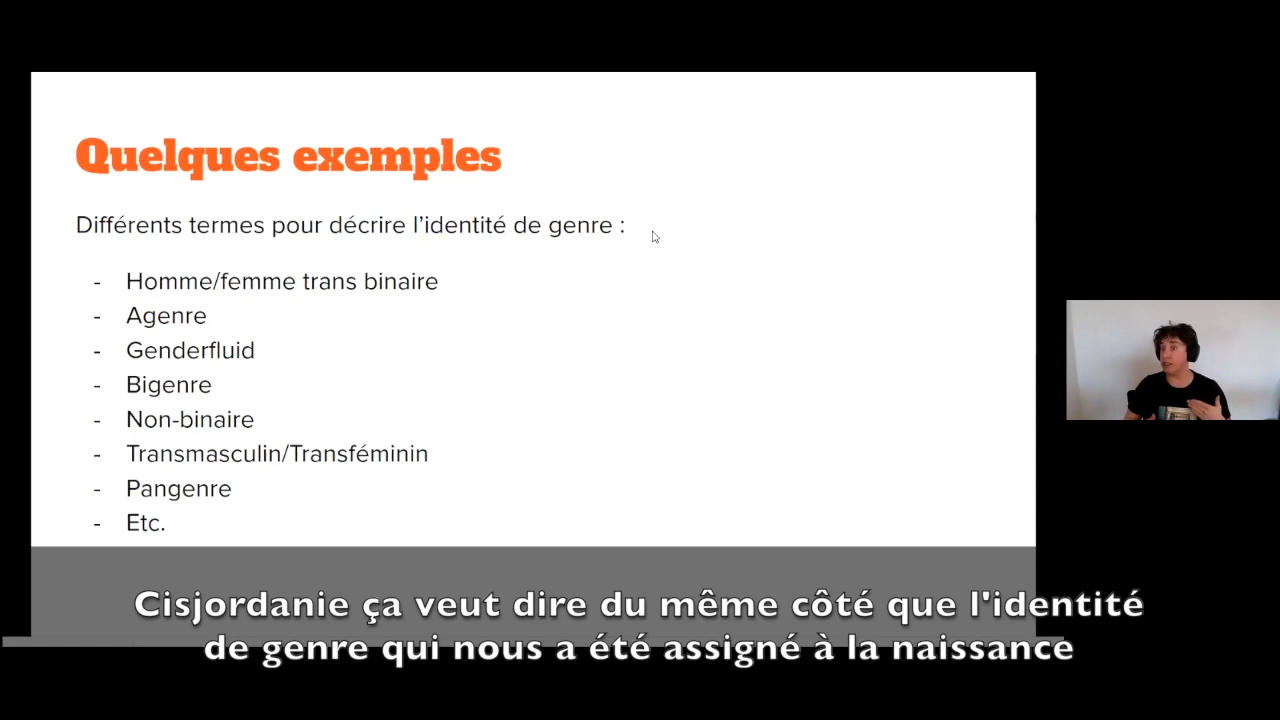 Quelques exemples
Différents termes pour décrire l’identité de genre :
- Homme/femme trans binaire
- Agenre
- Genderfluid
- Bigenre
- Non-binaire
- Transmasculin/Transféminin
- Pangenre
- Etc.
Cisjordanie ça veut dire du même côté que l'identité
de genre qui nous a été assigné à la naissance